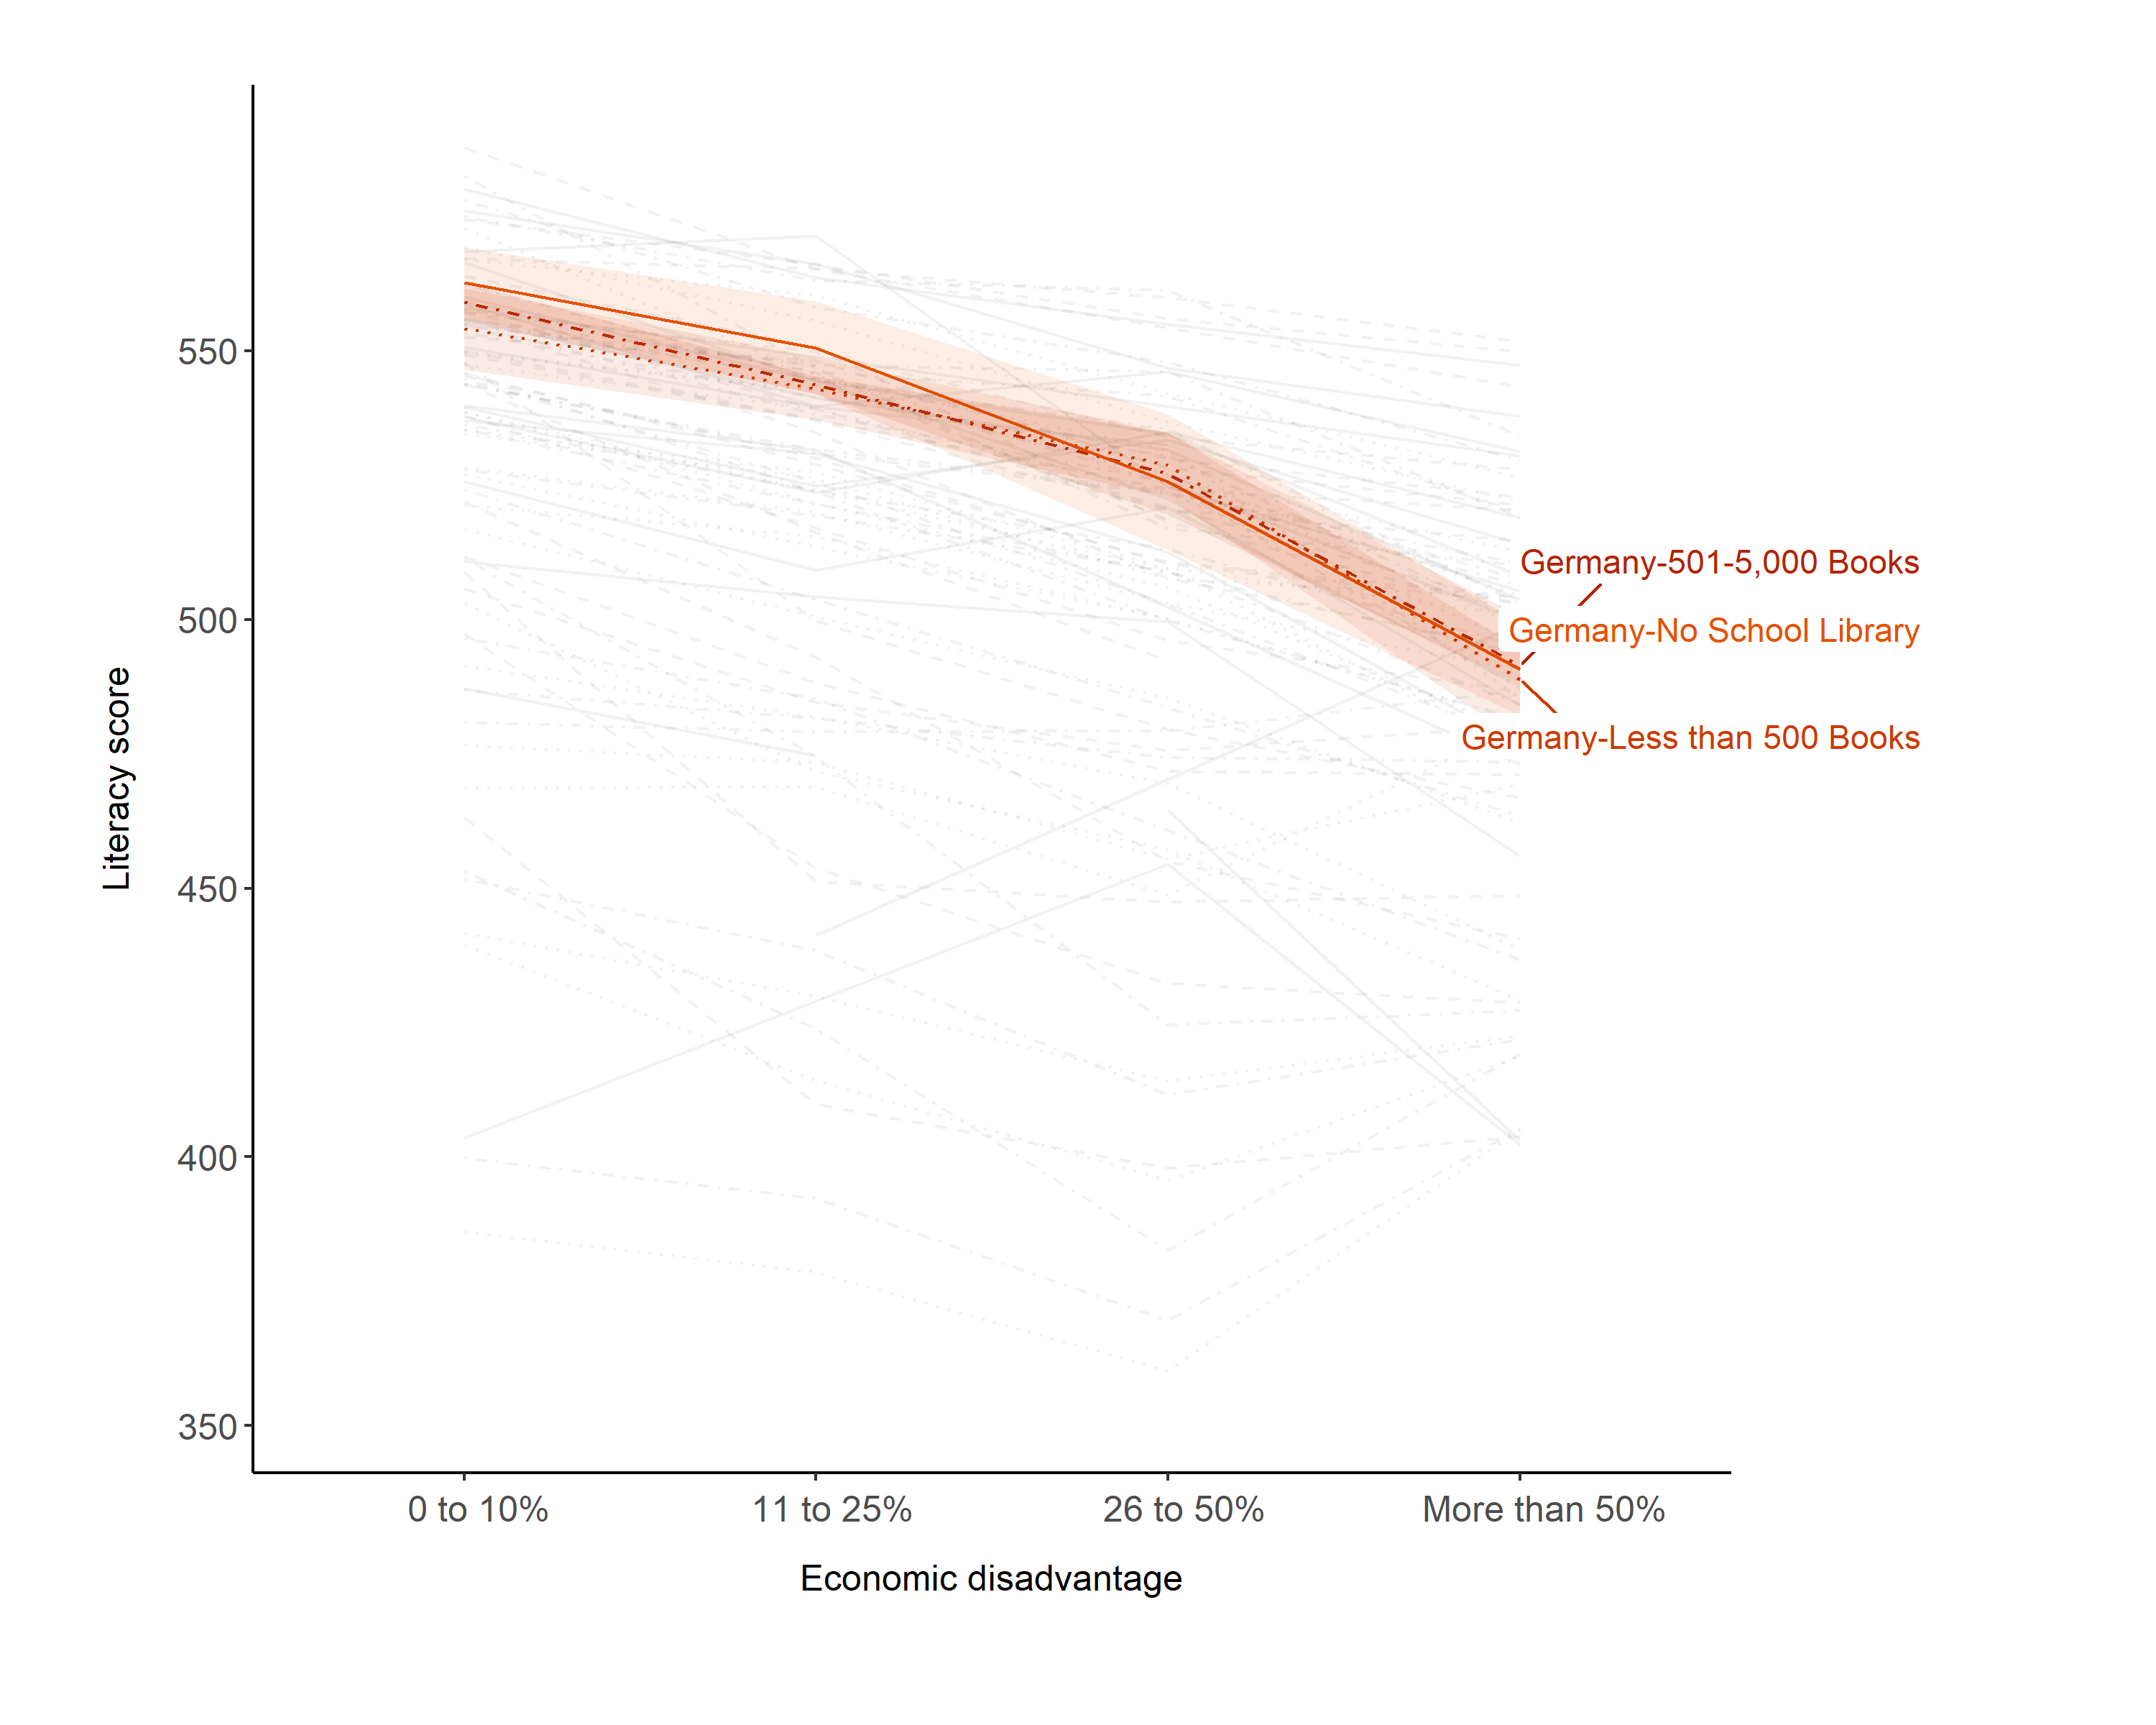 550
500
450
400
350
Literacy score
Germany-501-5,000 Books
Germany-No School Library
Germany-Less than 500 Books
0 to 10%
11 to 25%
26 to 50%
More than 50%
Economic disadvantage